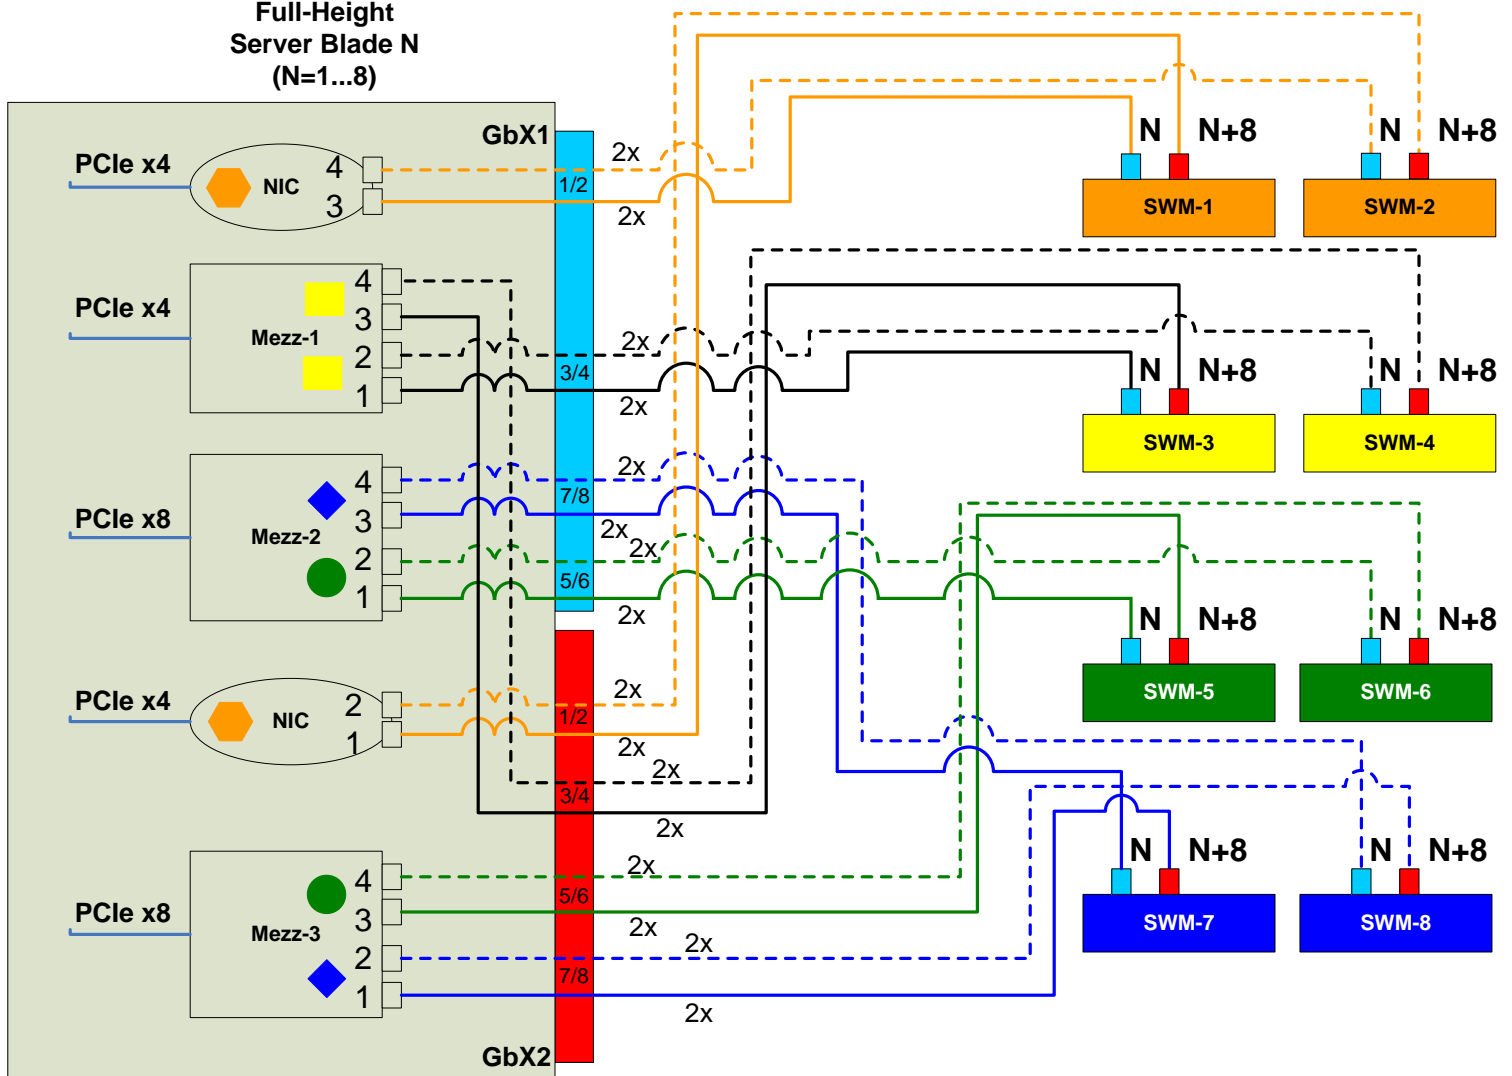 Full-Height
Server Blade N
(N=1...8)
GbX1
PCIe x4
NIC
4
3
1/2
2x
2x
N
N+8
N
N+8
SWM-1
SWM-2
PCIe x4
Mezz-1
4
3
2
1
3/4
2x
2x
N
N+8
N
N+8
SWM-3
SWM-4
PCIe x8
Mezz-2
4
3
2
1
7/8
5/6
2x
2x
2x
2x
N
N+8
N
N+8
SWM-5
SWM-6
PCIe x4
NIC
2
1
1/2
3/4
2x
2x
2x
2x
N
N+8
N
N+8
SWM-7
SWM-8
PCIe x8
Mezz-3
4
3
2
1
5/6
7/8
2x
2x
2x
2x
GbX2